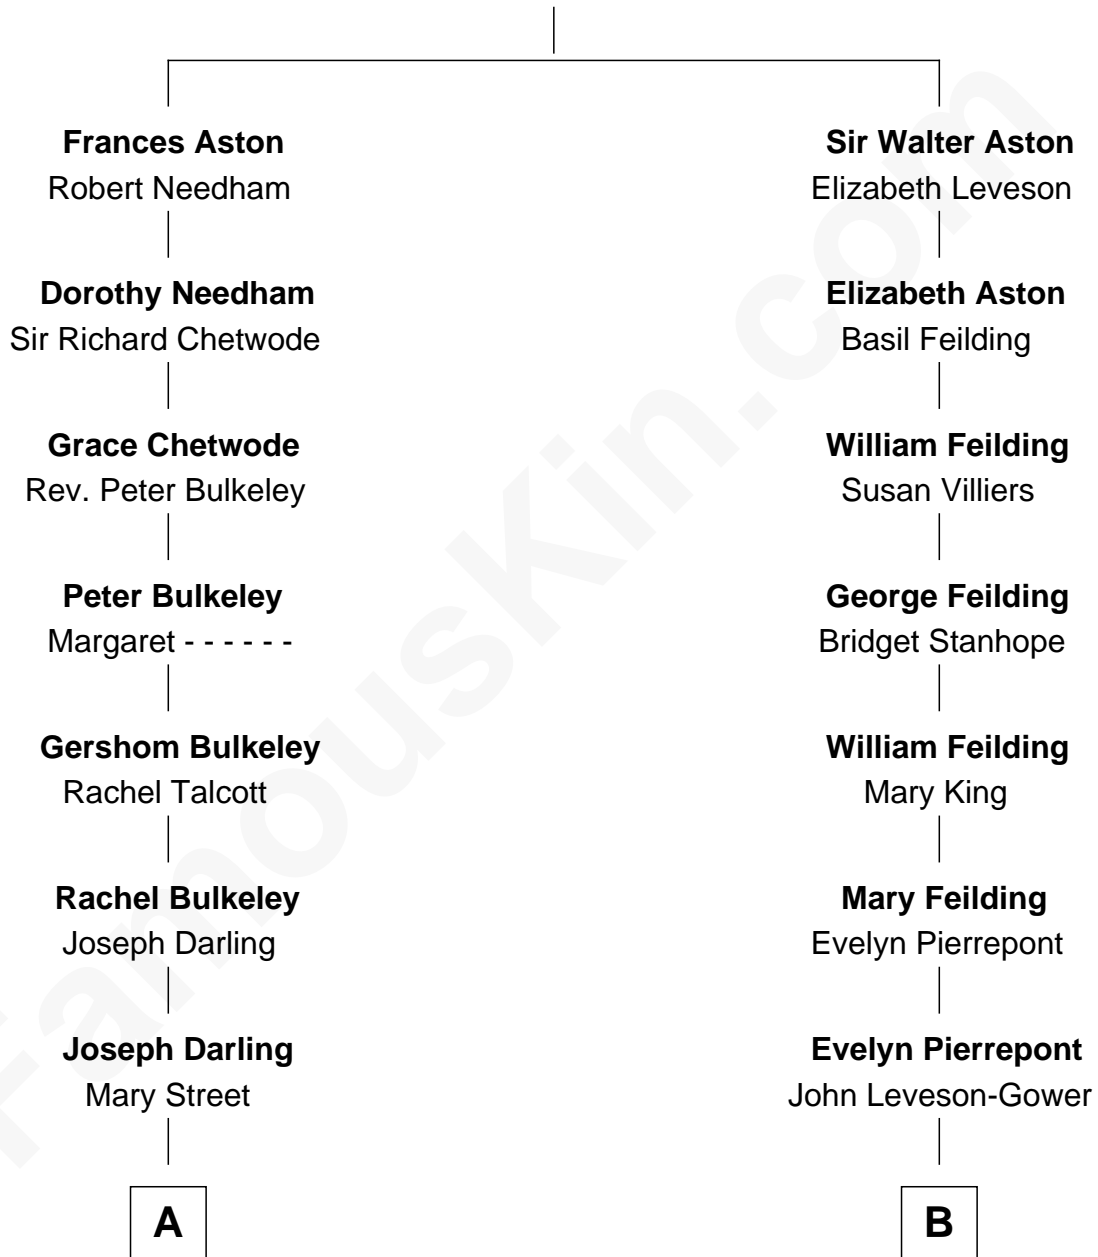 Frances Aston
Robert Needham
Dorothy Needham
Sir Richard Chetwode
Grace Chetwode
Rev. Peter Bulkeley
Peter Bulkeley
Margaret - - - - - -
Gershom Bulkeley
Rachel Talcott
Rachel Bulkeley
Joseph Darling
Joseph Darling
Mary Street
A
Sir Walter Aston
Elizabeth Leveson
Elizabeth Aston
Basil Feilding
William Feilding
Susan Villiers
George Feilding
Bridget Stanhope
William Feilding
Mary King
Mary Feilding
Evelyn Pierrepont
Evelyn Pierrepont
John Leveson-Gower
B
FamousKin.com